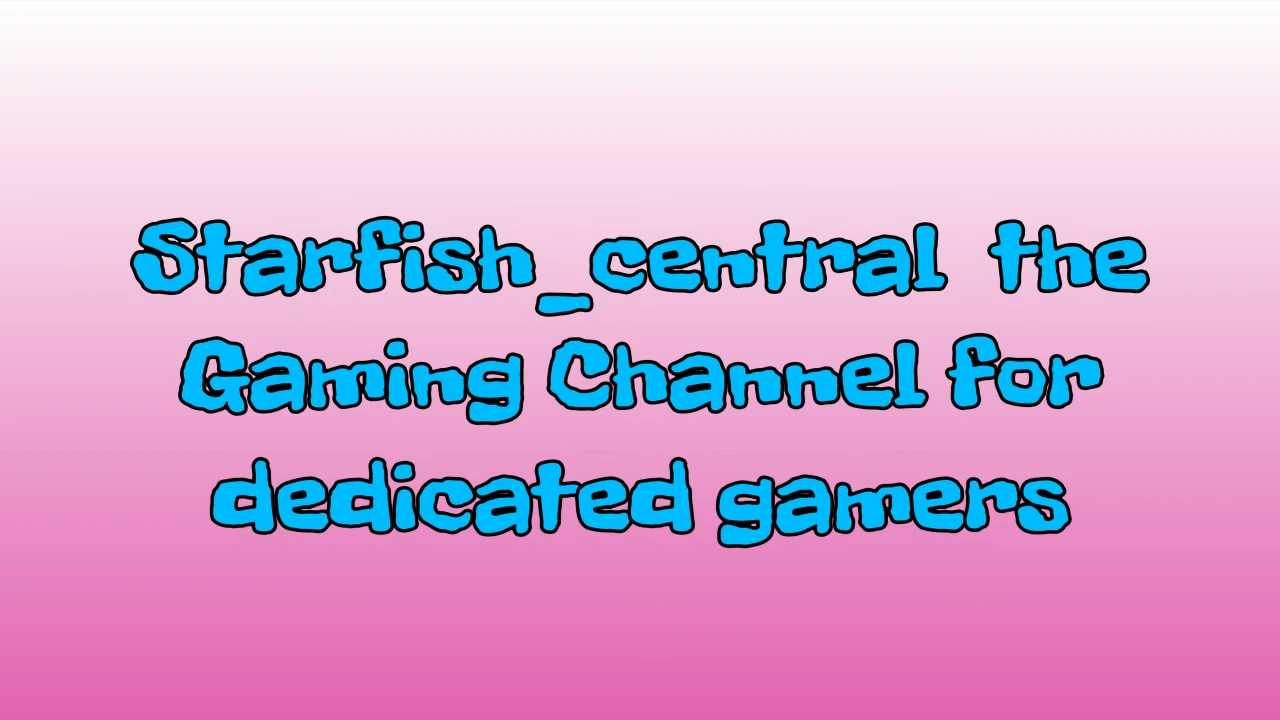 Starfish_central  the
Gaming Channel for
dedicated gamers